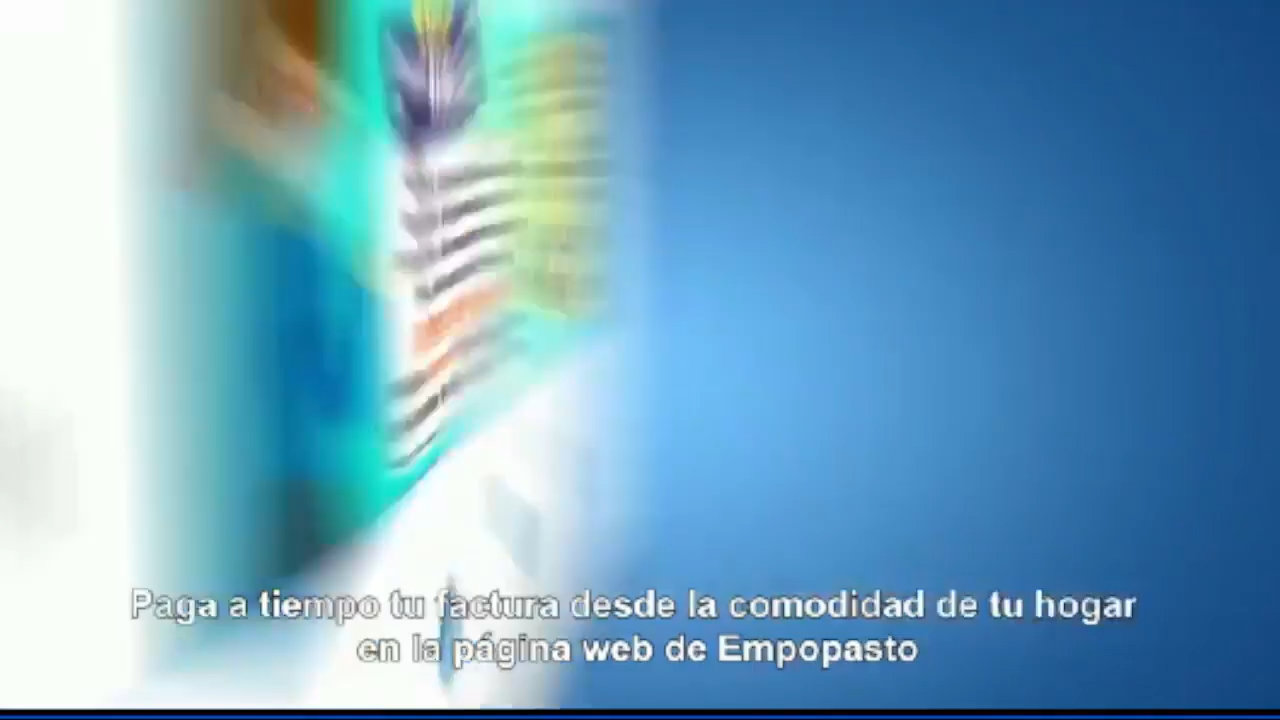 Paga a tiempo tu factura desde la comodidad de tu hogar
en la página web de Empopasto